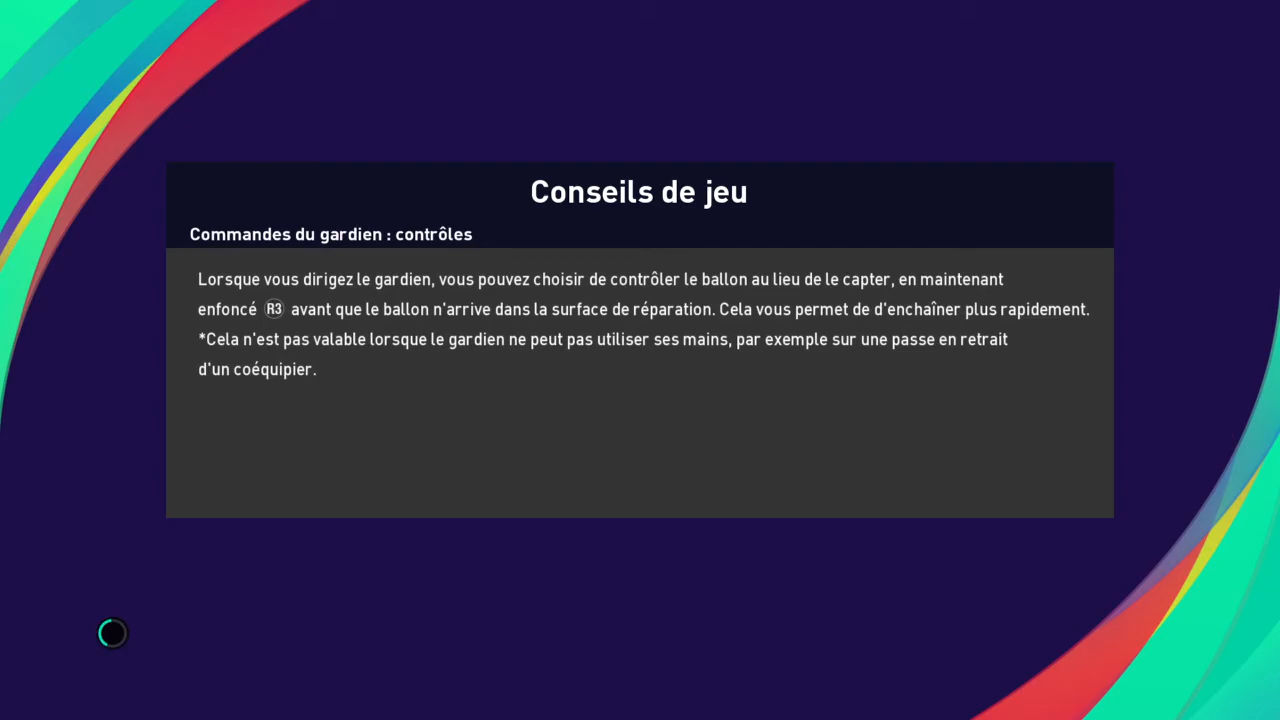 Conseils de jeu
Commandes du gardien : contrôles
Lorsque vous dirigez le gardien, vous pouvez choisir de contrôler le ballon au lieu de le capter, en maintenant
enfoncé R3 avant que le ballon n'arrive dans la surface de réparation. Cela vous permet de d'enchaîner plus rapidement.
*Cela n'est pas valable lorsque le gardien ne peut pas utiliser ses mains, par exemple sur une passe en retrait
d'un coéquipier.